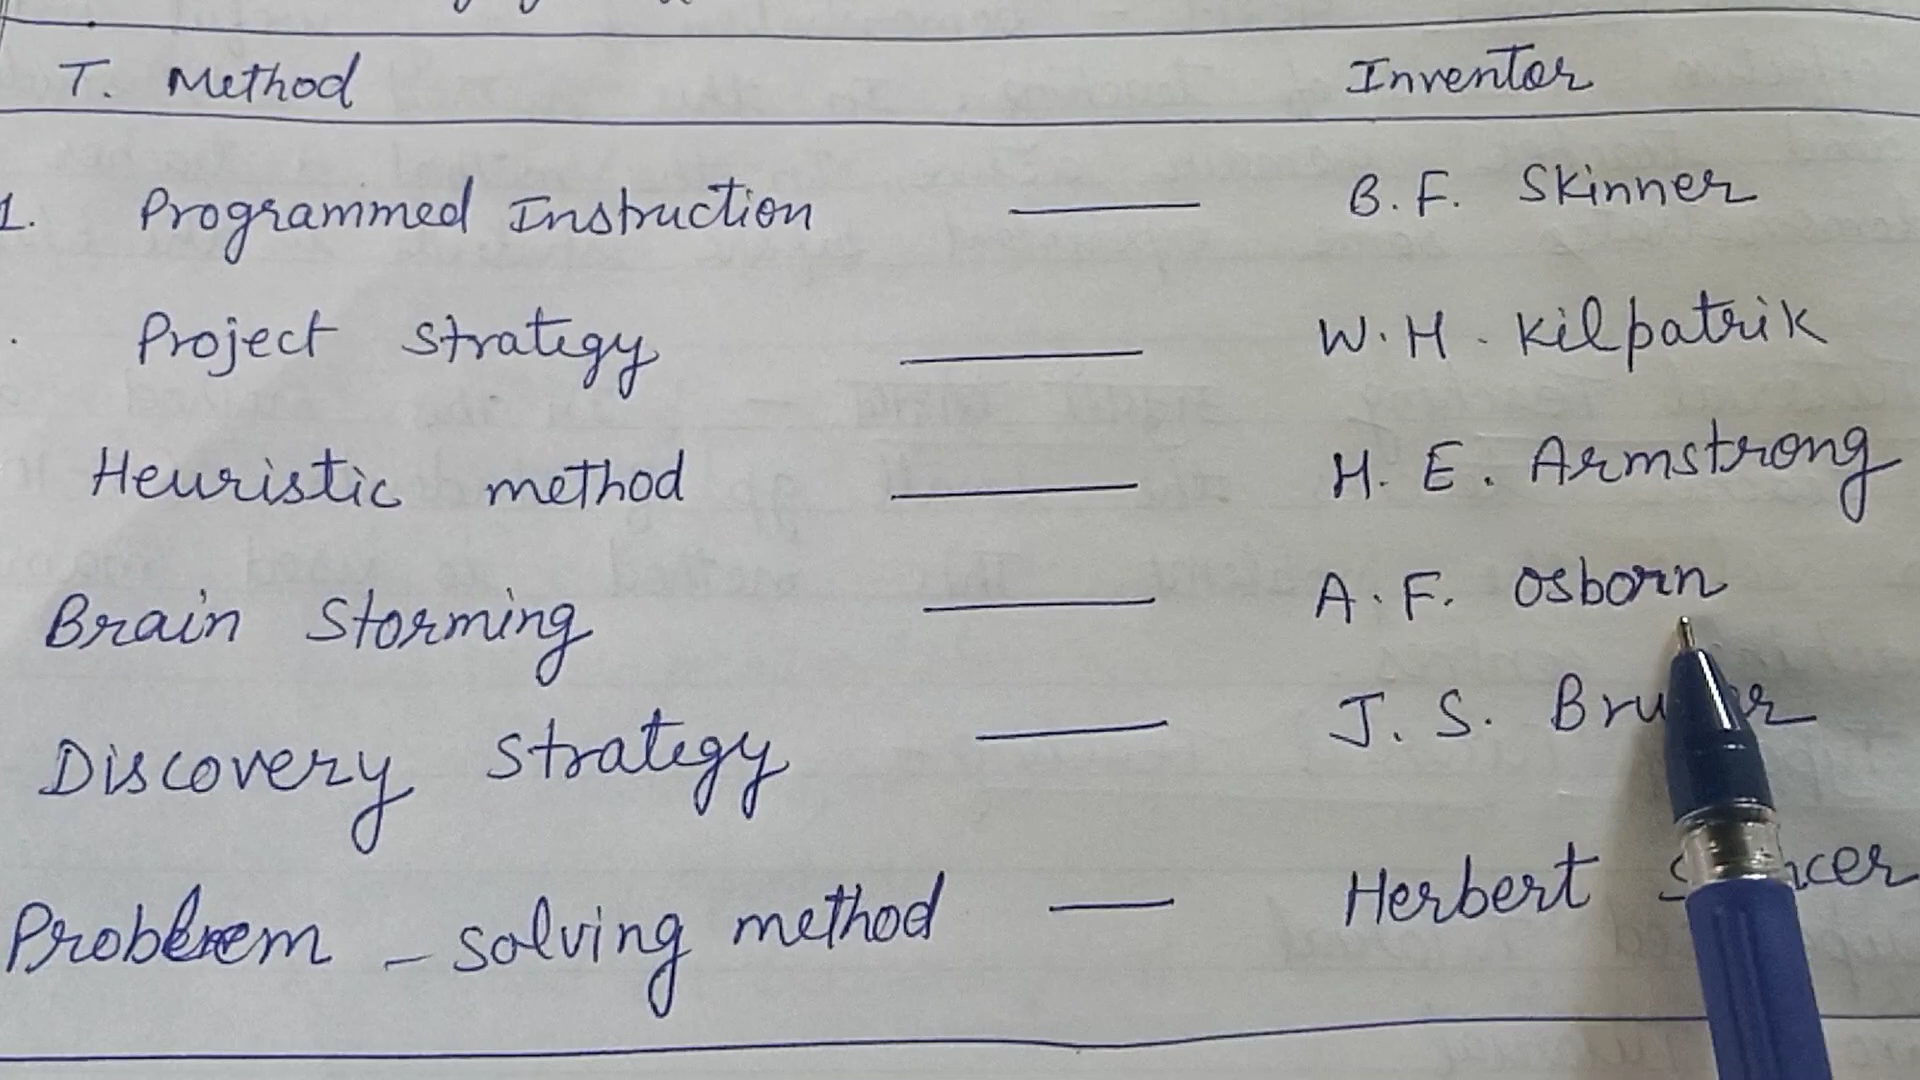 T. Method Inventor
1. Programmed Instruction B. F. Skinner
Project Strategy W. H. Kilpatrik
Heuristic method H. E. Armstrong
Brain Storming A. F. Osborn
Discovery Strategy J. S.
Problem - solving method Herbert